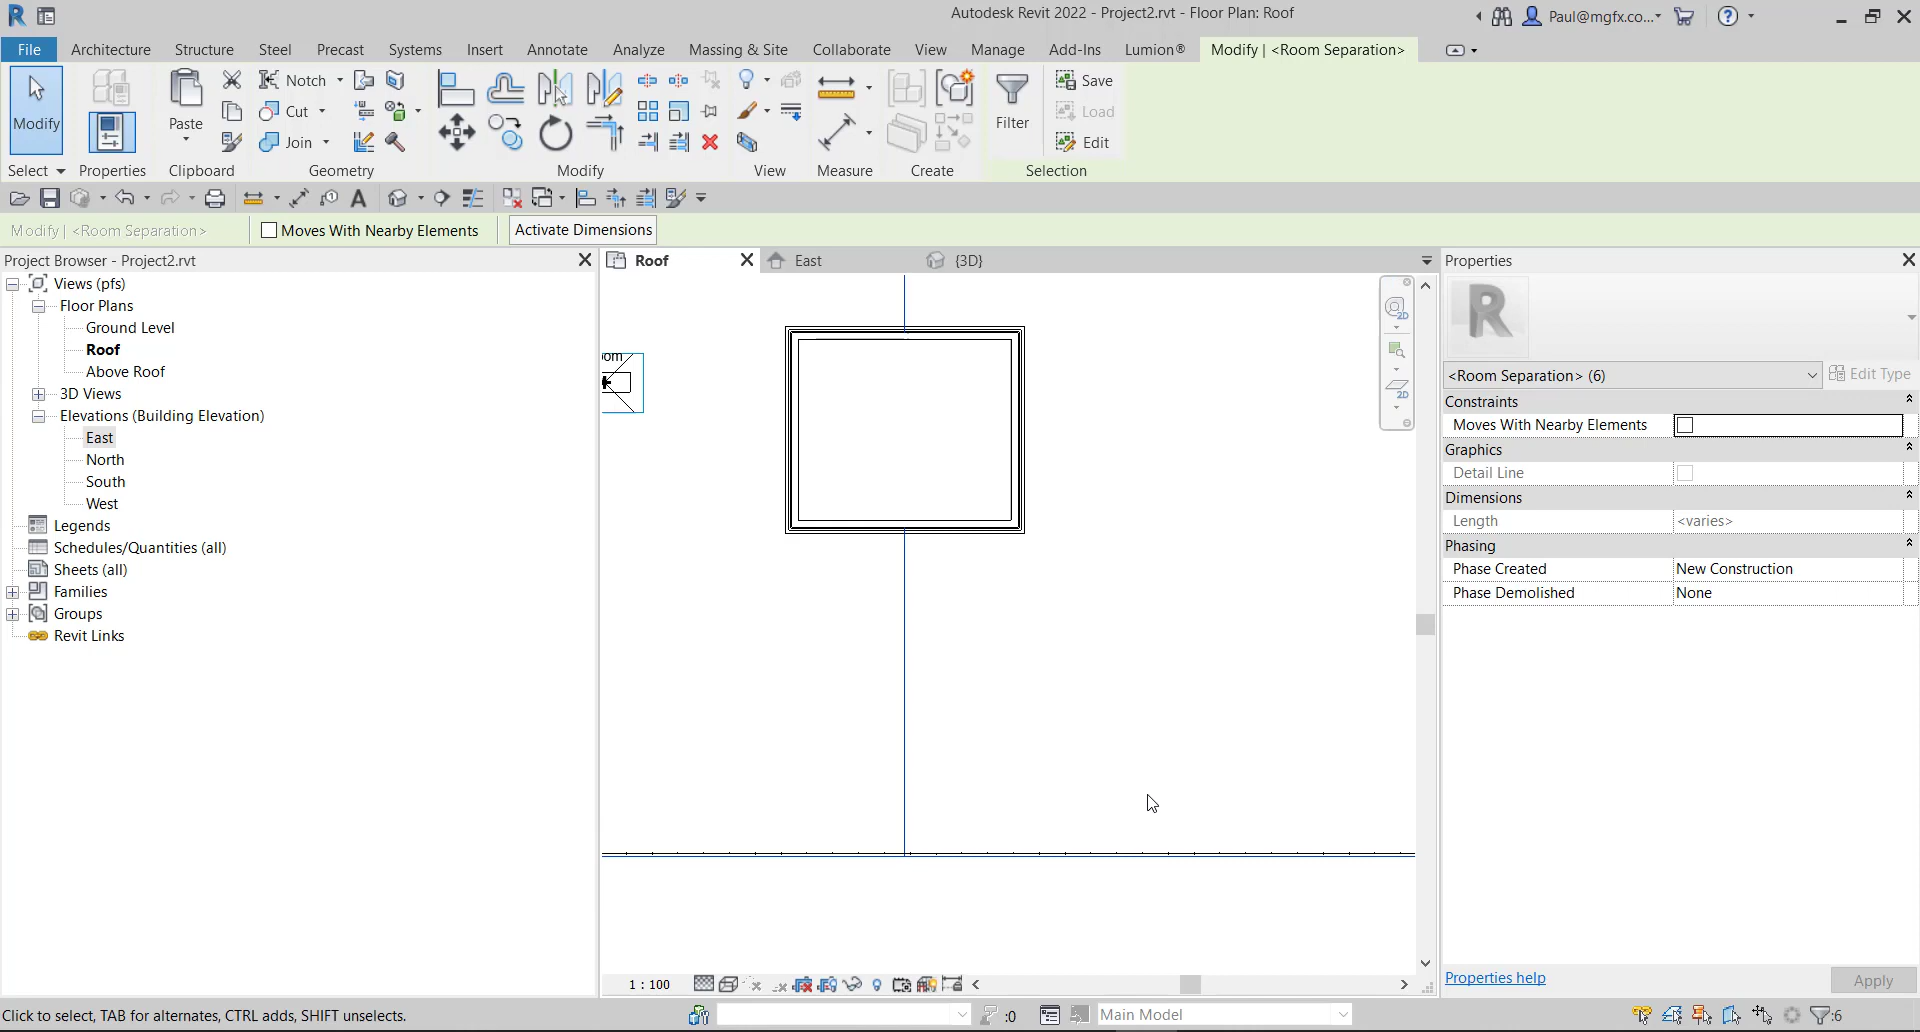 Autodesk Revit 2022 - Project2.rvt - Floor Plan: Roof
Paul@mgfx.co...
File Architecture Structure Steel Precast Systems Insert Annotate Analyze Massing & Site Collaborate View Manage Add-Ins Lumion® Modify | <Room Separation>
Modify
Paste
Notch
Cut
Join
Filter
Save
Load
Edit
Select Properties Clipboard Geometry Modify View Measure Create Selection
Modify | <Room Separation> Moves With Nearby Elements Activate Dimensions
Project Browser - Project2.rvt
Views (pfs)
Floor Plans
Ground Level
Roof
Above Roof
3D Views
Elevations (Building Elevation)
East
North
South
West
Legends
Schedules/Quantities (all)
Sheets (all)
Families
Groups
Revit Links
Roof East {3D}
2D
2D
oom
1 : 100
Properties
R
<Room Separation> (6) Edit Type
Constraints
Moves With Nearby Elements
Graphics
Detail Line
Dimensions
Length <varies>
Phasing
Phase Created New Construction
Phase Demolished None
Properties help Apply
Click to select, TAB for alternates, CTRL adds, SHIFT unselects. :0 Main Model :6